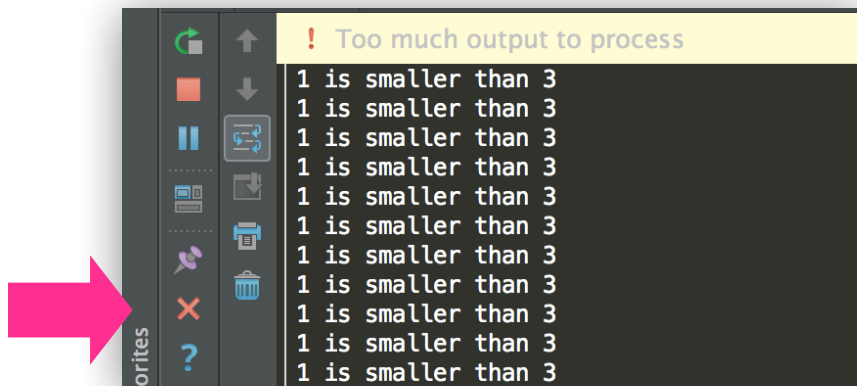 ! Too much output to process
1 is smaller than 3
1 is smaller than 3
1 is smaller than 3
1 is smaller than 3
1 is smaller than 3
1 is smaller than 3
1 is smaller than 3
1 is smaller than 3
1 is smaller than 3
1 is smaller than 3
1 is smaller than 3
orites
?